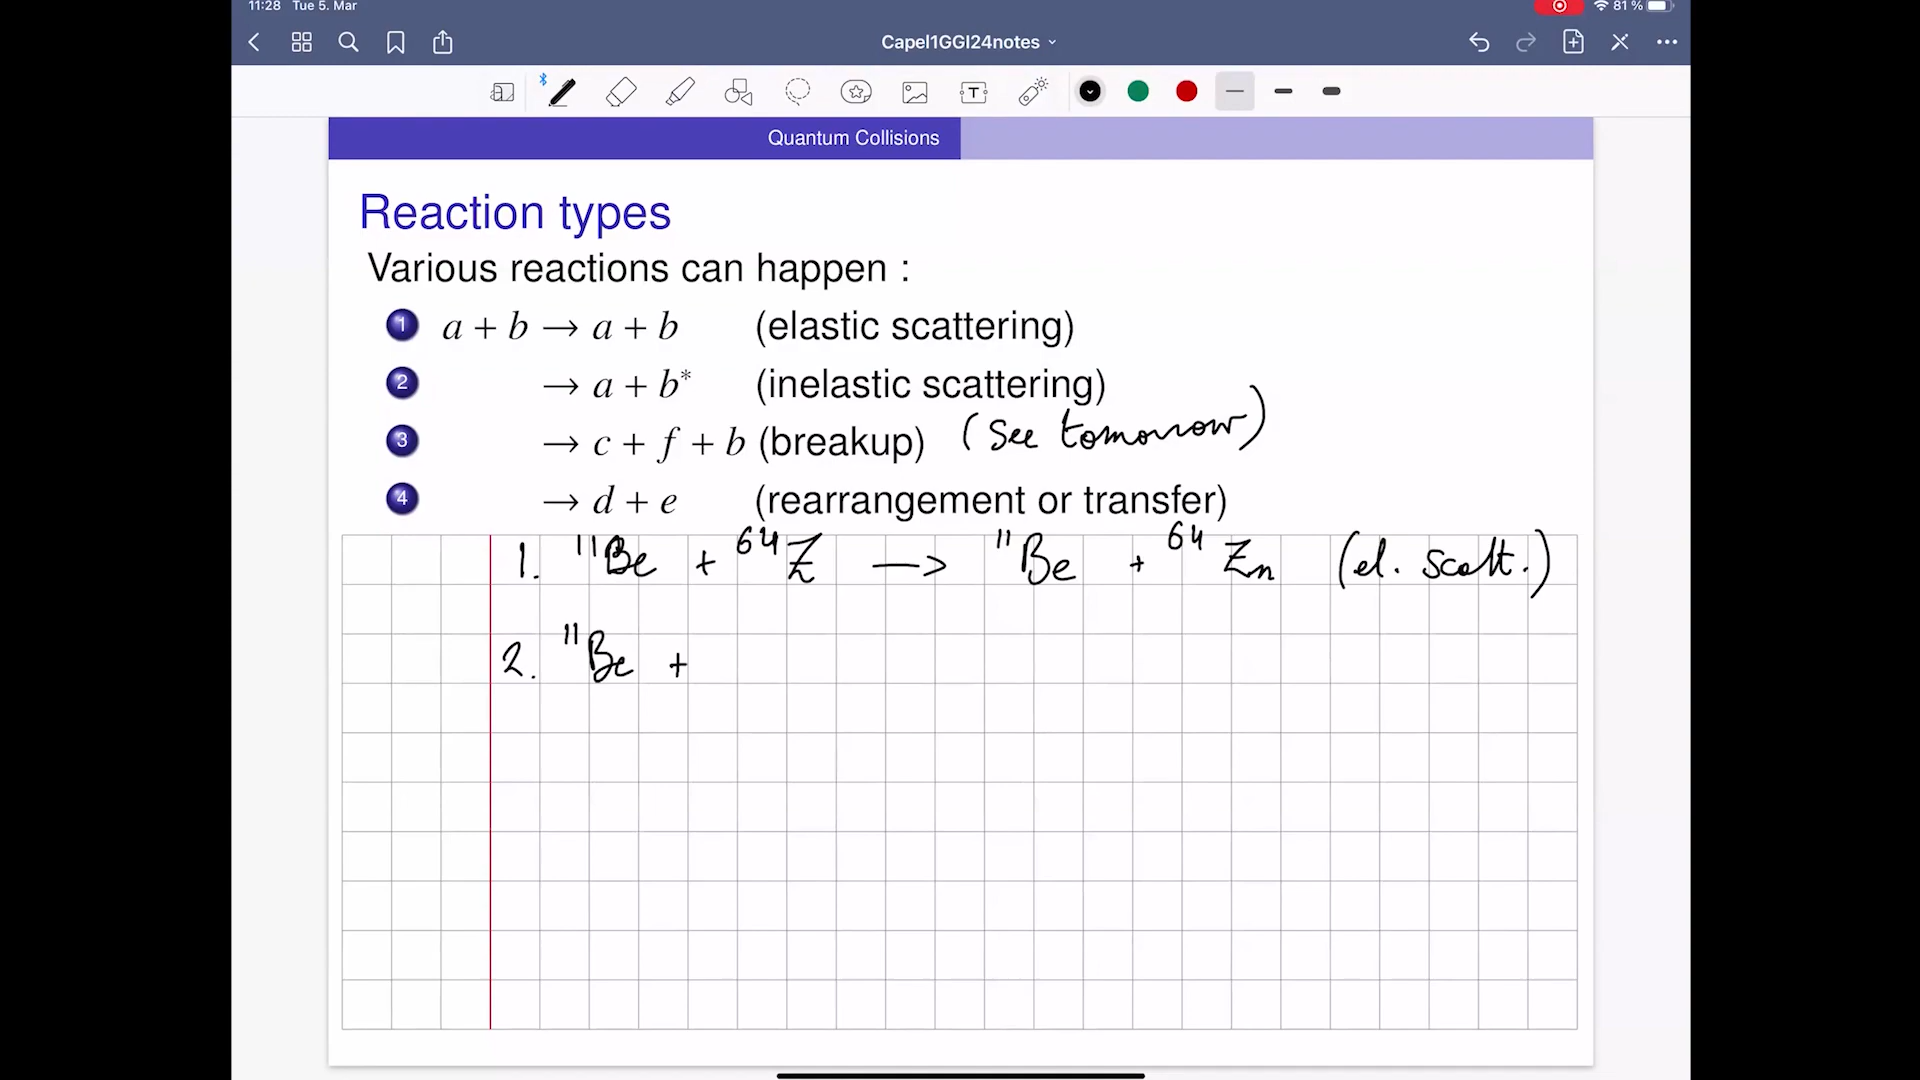 11:28 Tue 5. Mar 81 %
Capel1GGI24notes
Quantum Collisions
Reaction types
Various reactions can happen :
1 a + b → a + b (elastic scattering)
2 → a + b* (inelastic scattering)
3 → c + f + b (breakup) (See tomorrow)
4 → d + e (rearrangement or transfer)
1. ¹¹Be + ⁶⁴Z → ¹¹Be + ⁶⁴Zn (el. scatt.)
2. ¹¹Be +